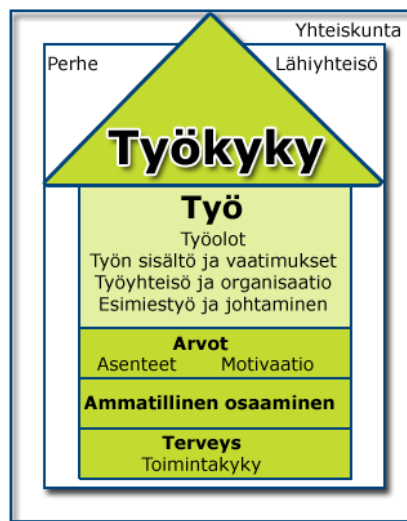 Yhteiskunta
Perhe Lähiyhteisö
Työkyky
Työ
Työolot
Työn sisältö ja vaatimukset
Työyhteisö ja organisaatio
Esimiestyö ja johtaminen
Arvot
Asenteet Motivaatio
Ammatillinen osaaminen
Terveys
Toimintakyky